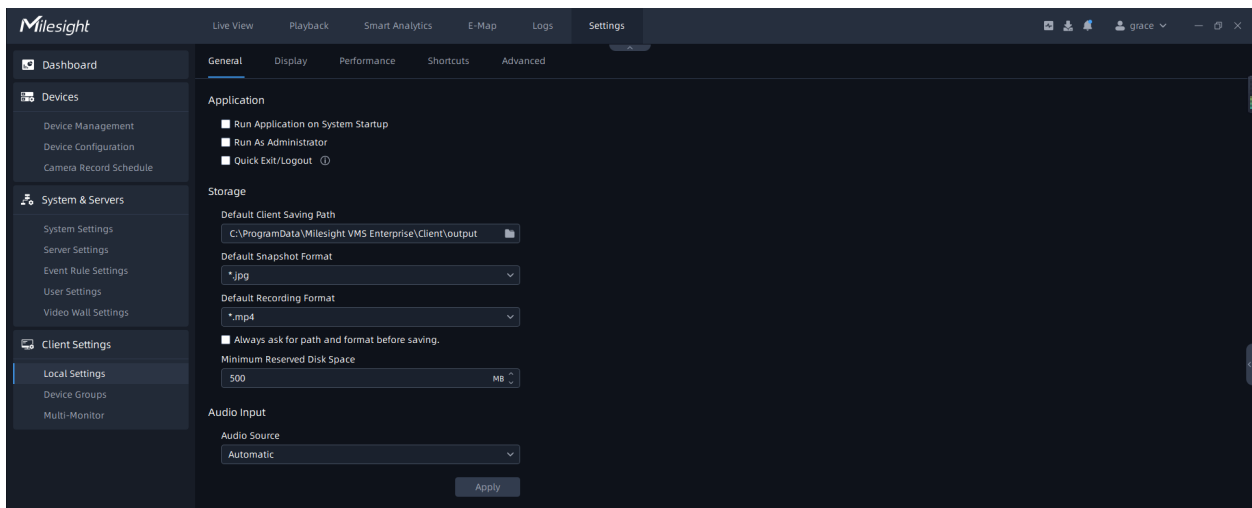 Milesight
Live View
Playback
Smart Analytics
E-Map
Logs
Settings
grace
Dashboard
Devices
Device Management
Device Configuration
Camera Record Schedule
System & Servers
System Settings
Server Settings
Event Rule Settings
User Settings
Video Wall Settings
Client Settings
Local Settings
Device Groups
Multi-Monitor
General
Display
Performance
Shortcuts
Advanced
Application
Run Application on System Startup
Run As Administrator
Quick Exit/Logout
Storage
Default Client Saving Path
C:\ProgramData\Milesight VMS Enterprise\Client\output
Default Snapshot Format
*.jpg
Default Recording Format
*.mp4
Always ask for path and format before saving.
Minimum Reserved Disk Space
500 MB
Audio Input
Audio Source
Automatic
Apply